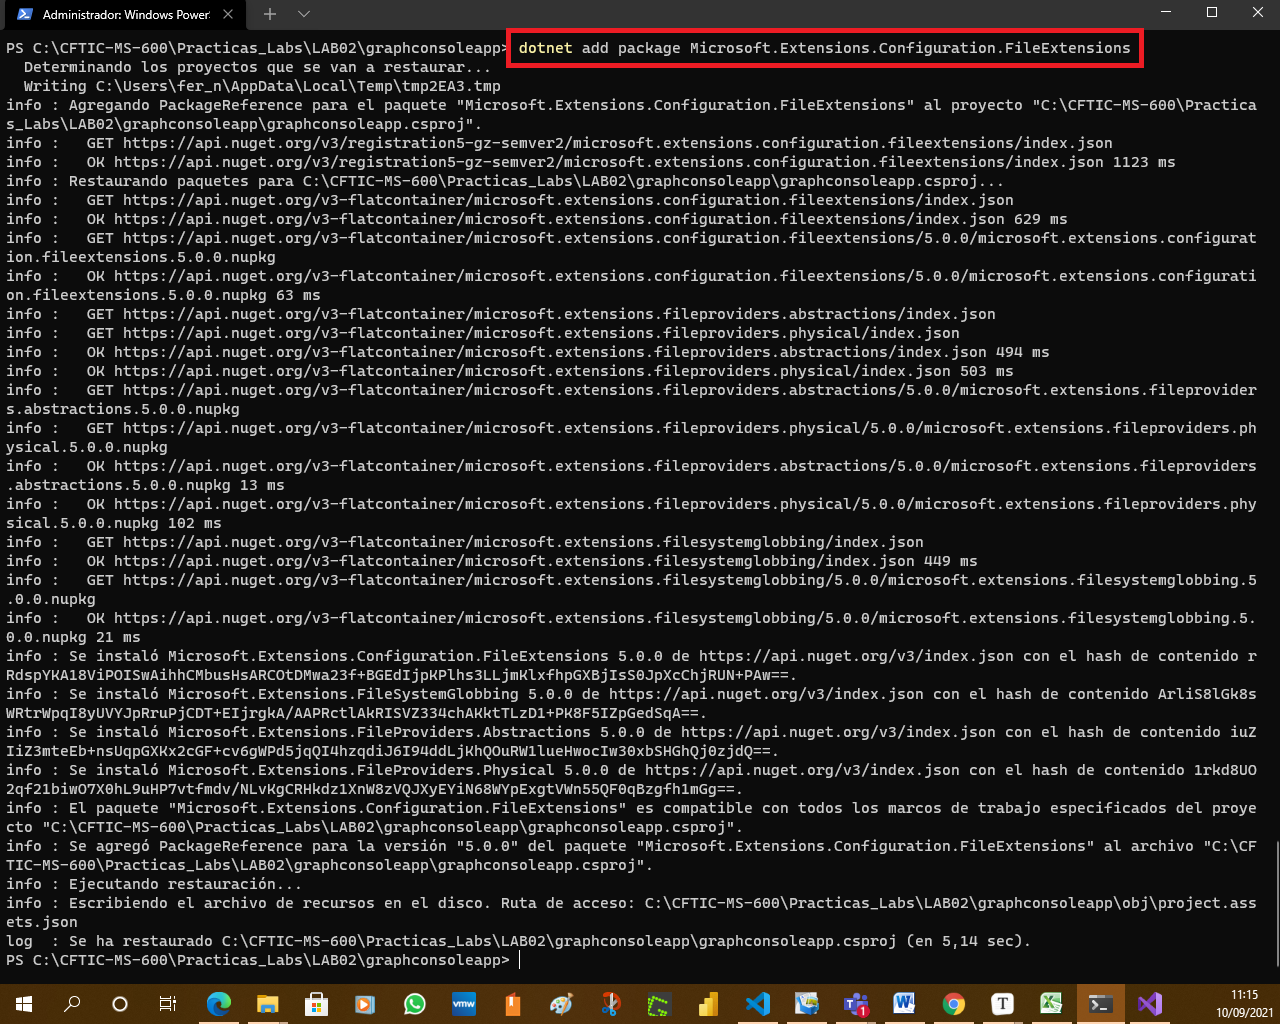 Administrador: Windows PowerS
PS C:\CFTIC-MS-600\Practicas_Labs\LAB02\graphconsoleapp> dotnet add package Microsoft.Extensions.Configuration.FileExtensions
  Determinando los proyectos que se van a restaurar...
  Writing C:\Users\fer_n\AppData\Local\Temp\tmp2EA3.tmp
info : Agregando PackageReference para el paquete "Microsoft.Extensions.Configuration.FileExtensions" al proyecto "C:\CFTIC-MS-600\Practica
s_Labs\LAB02\graphconsoleapp\graphconsoleapp.csproj".
info :   GET https://api.nuget.org/v3/registration5-gz-semver2/microsoft.extensions.configuration.fileextensions/index.json
info :   OK https://api.nuget.org/v3/registration5-gz-semver2/microsoft.extensions.configuration.fileextensions/index.json 1123 ms
info : Restaurando paquetes para C:\CFTIC-MS-600\Practicas_Labs\LAB02\graphconsoleapp\graphconsoleapp.csproj...
info :   GET https://api.nuget.org/v3-flatcontainer/microsoft.extensions.configuration.fileextensions/index.json
info :   OK https://api.nuget.org/v3-flatcontainer/microsoft.extensions.configuration.fileextensions/index.json 629 ms
info :   GET https://api.nuget.org/v3-flatcontainer/microsoft.extensions.configuration.fileextensions/5.0.0/microsoft.extensions.configurat
ion.fileextensions.5.0.0.nupkg
info :   OK https://api.nuget.org/v3-flatcontainer/microsoft.extensions.configuration.fileextensions/5.0.0/microsoft.extensions.configurati
on.fileextensions.5.0.0.nupkg 63 ms
info :   GET https://api.nuget.org/v3-flatcontainer/microsoft.extensions.fileproviders.abstractions/index.json
info :   GET https://api.nuget.org/v3-flatcontainer/microsoft.extensions.fileproviders.physical/index.json
info :   OK https://api.nuget.org/v3-flatcontainer/microsoft.extensions.fileproviders.abstractions/index.json 494 ms
info :   OK https://api.nuget.org/v3-flatcontainer/microsoft.extensions.fileproviders.physical/index.json 503 ms
info :   GET https://api.nuget.org/v3-flatcontainer/microsoft.extensions.fileproviders.abstractions/5.0.0/microsoft.extensions.fileprovider
s.abstractions.5.0.0.nupkg
info :   GET https://api.nuget.org/v3-flatcontainer/microsoft.extensions.fileproviders.physical/5.0.0/microsoft.extensions.fileproviders.ph
ysical.5.0.0.nupkg
info :   OK https://api.nuget.org/v3-flatcontainer/microsoft.extensions.fileproviders.abstractions/5.0.0/microsoft.extensions.fileproviders
.abstractions.5.0.0.nupkg 13 ms
info :   OK https://api.nuget.org/v3-flatcontainer/microsoft.extensions.fileproviders.physical/5.0.0/microsoft.extensions.fileproviders.phy
sical.5.0.0.nupkg 102 ms
info :   GET https://api.nuget.org/v3-flatcontainer/microsoft.extensions.filesystemglobbing/index.json
info :   OK https://api.nuget.org/v3-flatcontainer/microsoft.extensions.filesystemglobbing/index.json 449 ms
info :   GET https://api.nuget.org/v3-flatcontainer/microsoft.extensions.filesystemglobbing/5.0.0/microsoft.extensions.filesystemglobbing.5
.0.0.nupkg
info :   OK https://api.nuget.org/v3-flatcontainer/microsoft.extensions.filesystemglobbing/5.0.0/microsoft.extensions.filesystemglobbing.5.
0.0.nupkg 21 ms
info : Se instaló Microsoft.Extensions.Configuration.FileExtensions 5.0.0 de https://api.nuget.org/v3/index.json con el hash de contenido r
RdspYKA18ViPOISwAihhCMbusHsARCOtDMwa23f+BGEdIjpKPlhs3LLjmKlxfhpGXBjIsS0JpXcChjRUN+PAw==.
info : Se instaló Microsoft.Extensions.FileSystemGlobbing 5.0.0 de https://api.nuget.org/v3/index.json con el hash de contenido ArliS8lGk8s
WRtrWpqI8yUVYJpRruPjCDT+EIjrgkA/AAPRctlAkRISVZ334chAKktTLzD1+PK8F5IZpGedSqA==.
info : Se instaló Microsoft.Extensions.FileProviders.Abstractions 5.0.0 de https://api.nuget.org/v3/index.json con el hash de contenido iuZ
IiZ3mteEb+nsUqpGXKx2cGF+cv6gWPd5jqQI4hzqdiJ6I94ddLjKhQOuRW1lueHwocIw30xbSHGhQj0zjdQ==.
info : Se instaló Microsoft.Extensions.FileProviders.Physical 5.0.0 de https://api.nuget.org/v3/index.json con el hash de contenido 1rkd8UO
2qf21biwO7X0hL9uHP7vtfmdv/NLvKgCRHkdz1XnW8zVQJXyEYiN68WYpExgtVWn55QF0qBzgfh1mGg==.
info : El paquete "Microsoft.Extensions.Configuration.FileExtensions" es compatible con todos los marcos de trabajo especificados del proye
cto "C:\CFTIC-MS-600\Practicas_Labs\LAB02\graphconsoleapp\graphconsoleapp.csproj".
info : Se agregó PackageReference para la versión "5.0.0" del paquete "Microsoft.Extensions.Configuration.FileExtensions" al archivo "C:\CF
TIC-MS-600\Practicas_Labs\LAB02\graphconsoleapp\graphconsoleapp.csproj".
info : Ejecutando restauración...
info : Escribiendo el archivo de recursos en el disco. Ruta de acceso: C:\CFTIC-MS-600\Practicas_Labs\LAB02\graphconsoleapp\obj\project.ass
ets.json
log  : Se ha restaurado C:\CFTIC-MS-600\Practicas_Labs\LAB02\graphconsoleapp\graphconsoleapp.csproj (en 5,14 sec).
PS C:\CFTIC-MS-600\Practicas_Labs\LAB02\graphconsoleapp>
vmw
1
T
11:15
10/09/2021